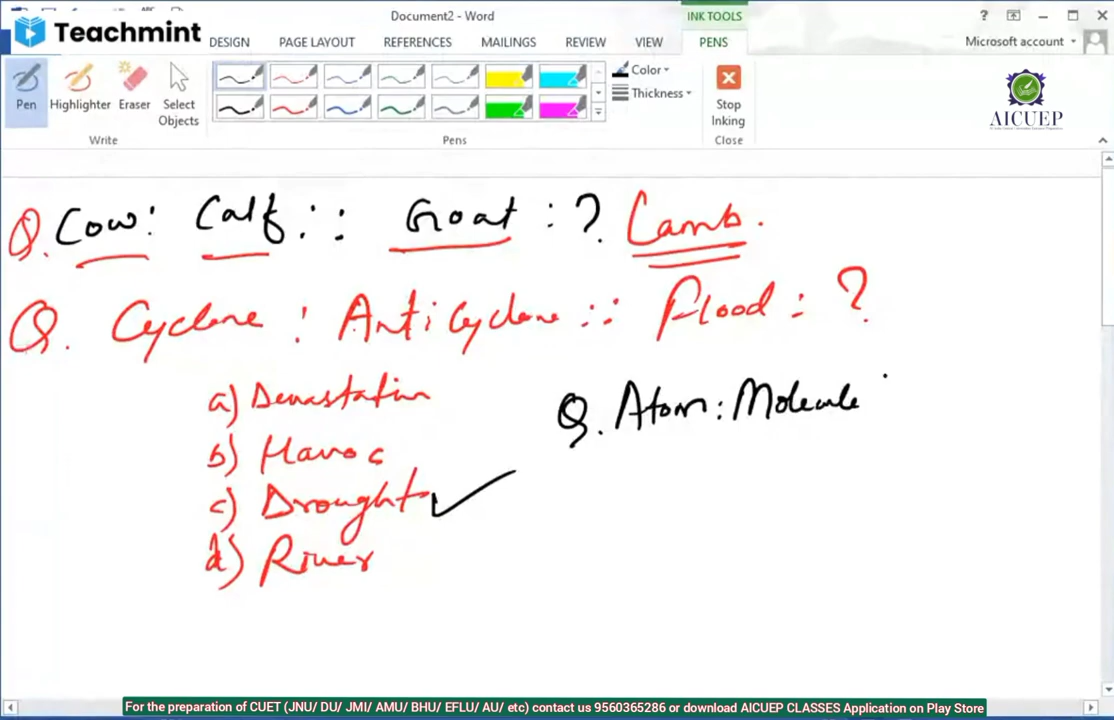 Document2 - Word
INK TOOLS
Teachmint
DESIGN PAGE LAYOUT REFERENCES MAILINGS REVIEW VIEW PENS
Microsoft account
Pen Highlighter Eraser Select Objects
Color
Thickness
Stop Inking
Write Pens Close
AICUEP
Q. Cow : Calf :: Goat : ? Lamb.
Q. Cyclone : Anticyclone :: Flood : ?
a) Devastation
Q. Atom : Molecule
b) Havoc
c) Drought
d) River
For the preparation of CUET (JNU/ DU/ JMI/ AMU/ BHU/ EFLU/ AU/ etc) contact us 9560365286 or download AICUEP CLASSES Application on Play Store